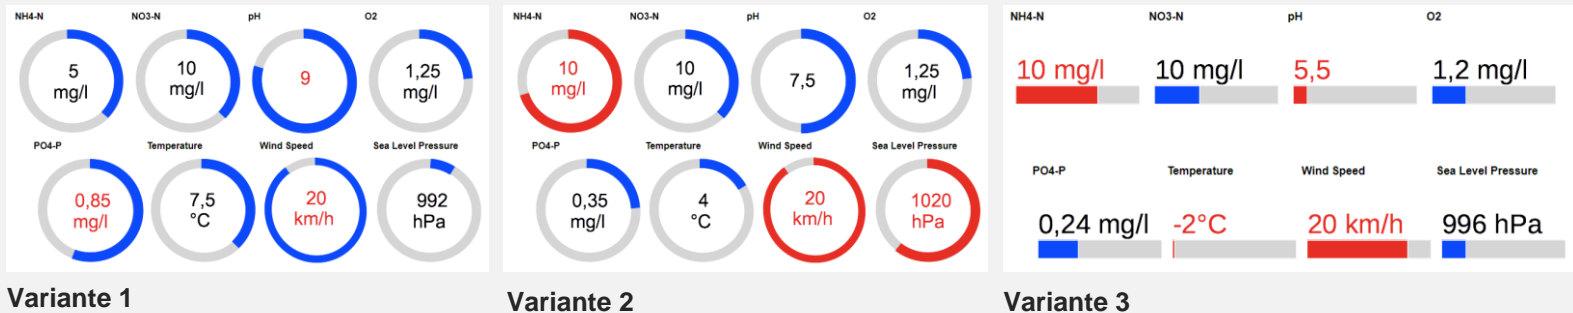 NH4-N NO3-N pH O2
5 mg/l
10 mg/l
9
1,25 mg/l
PO4-P Temperature Wind Speed Sea Level Pressure
0,85 mg/l
7,5 °C
20 km/h
992 hPa
Variante 1
NH4-N NO3-N pH O2
10 mg/l
10 mg/l
7,5
1,25 mg/l
PO4-P Temperature Wind Speed Sea Level Pressure
0,35 mg/l
4 °C
20 km/h
1020 hPa
Variante 2
NH4-N NO3-N pH O2
10 mg/l 10 mg/l 5,5 1,2 mg/l
PO4-P Temperature Wind Speed Sea Level Pressure
0,24 mg/l -2°C 20 km/h 996 hPa
Variante 3